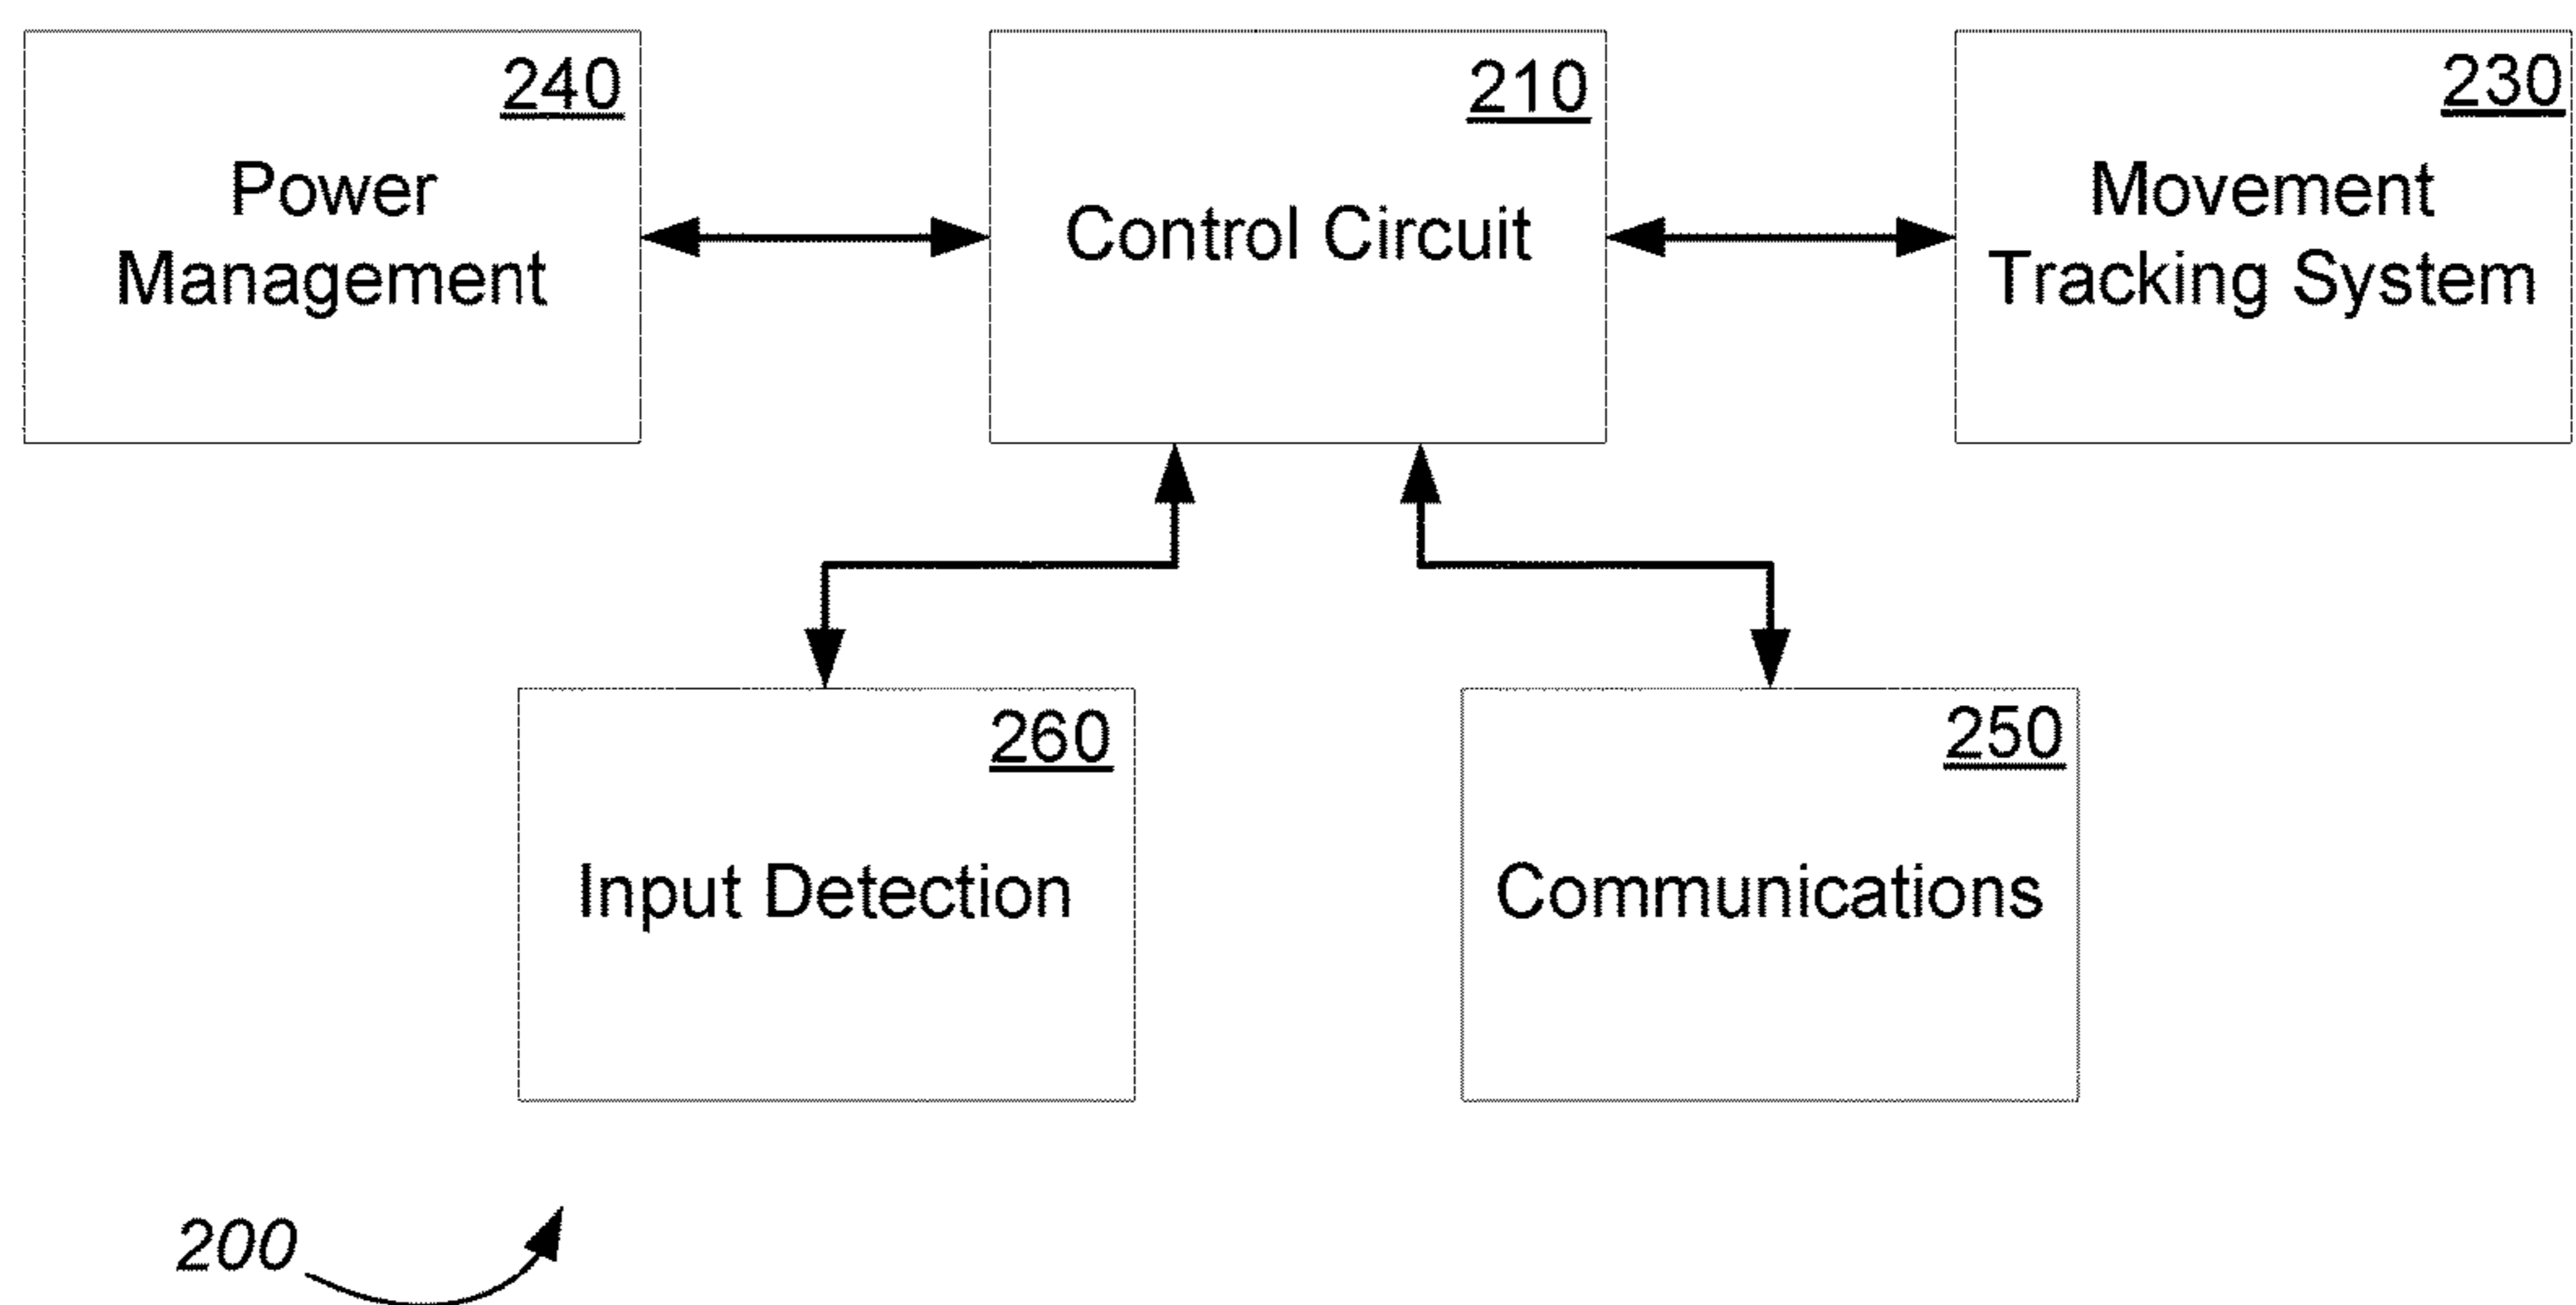 240
Power
Management
210
Control Circuit
230
Movement
Tracking System
260
Input Detection
250
Communications
200